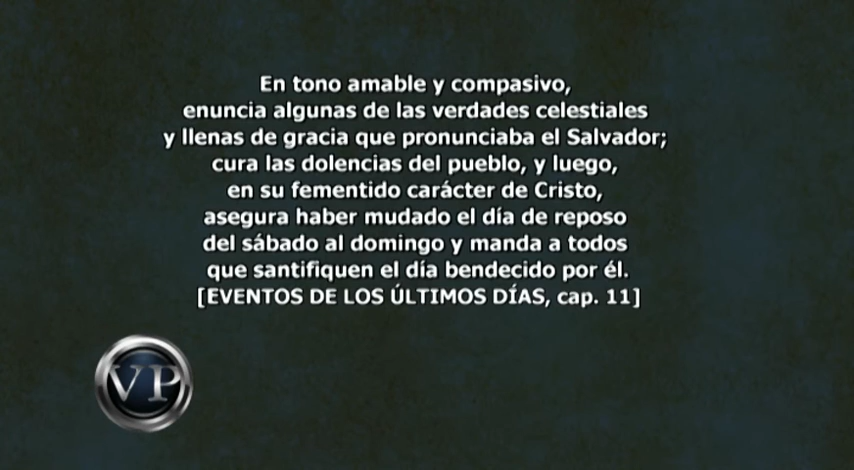 En tono amable y compasivo,
enuncia algunas de las verdades celestiales
y llenas de gracia que pronunciaba el Salvador;
cura las dolencias del pueblo, y luego,
en su fementido carácter de Cristo,
asegura haber mudado el día de reposo
del sábado al domingo y manda a todos
que santifiquen el día bendecido por él.
[EVENTOS DE LOS ÚLTIMOS DÍAS, cap. 11]
VP